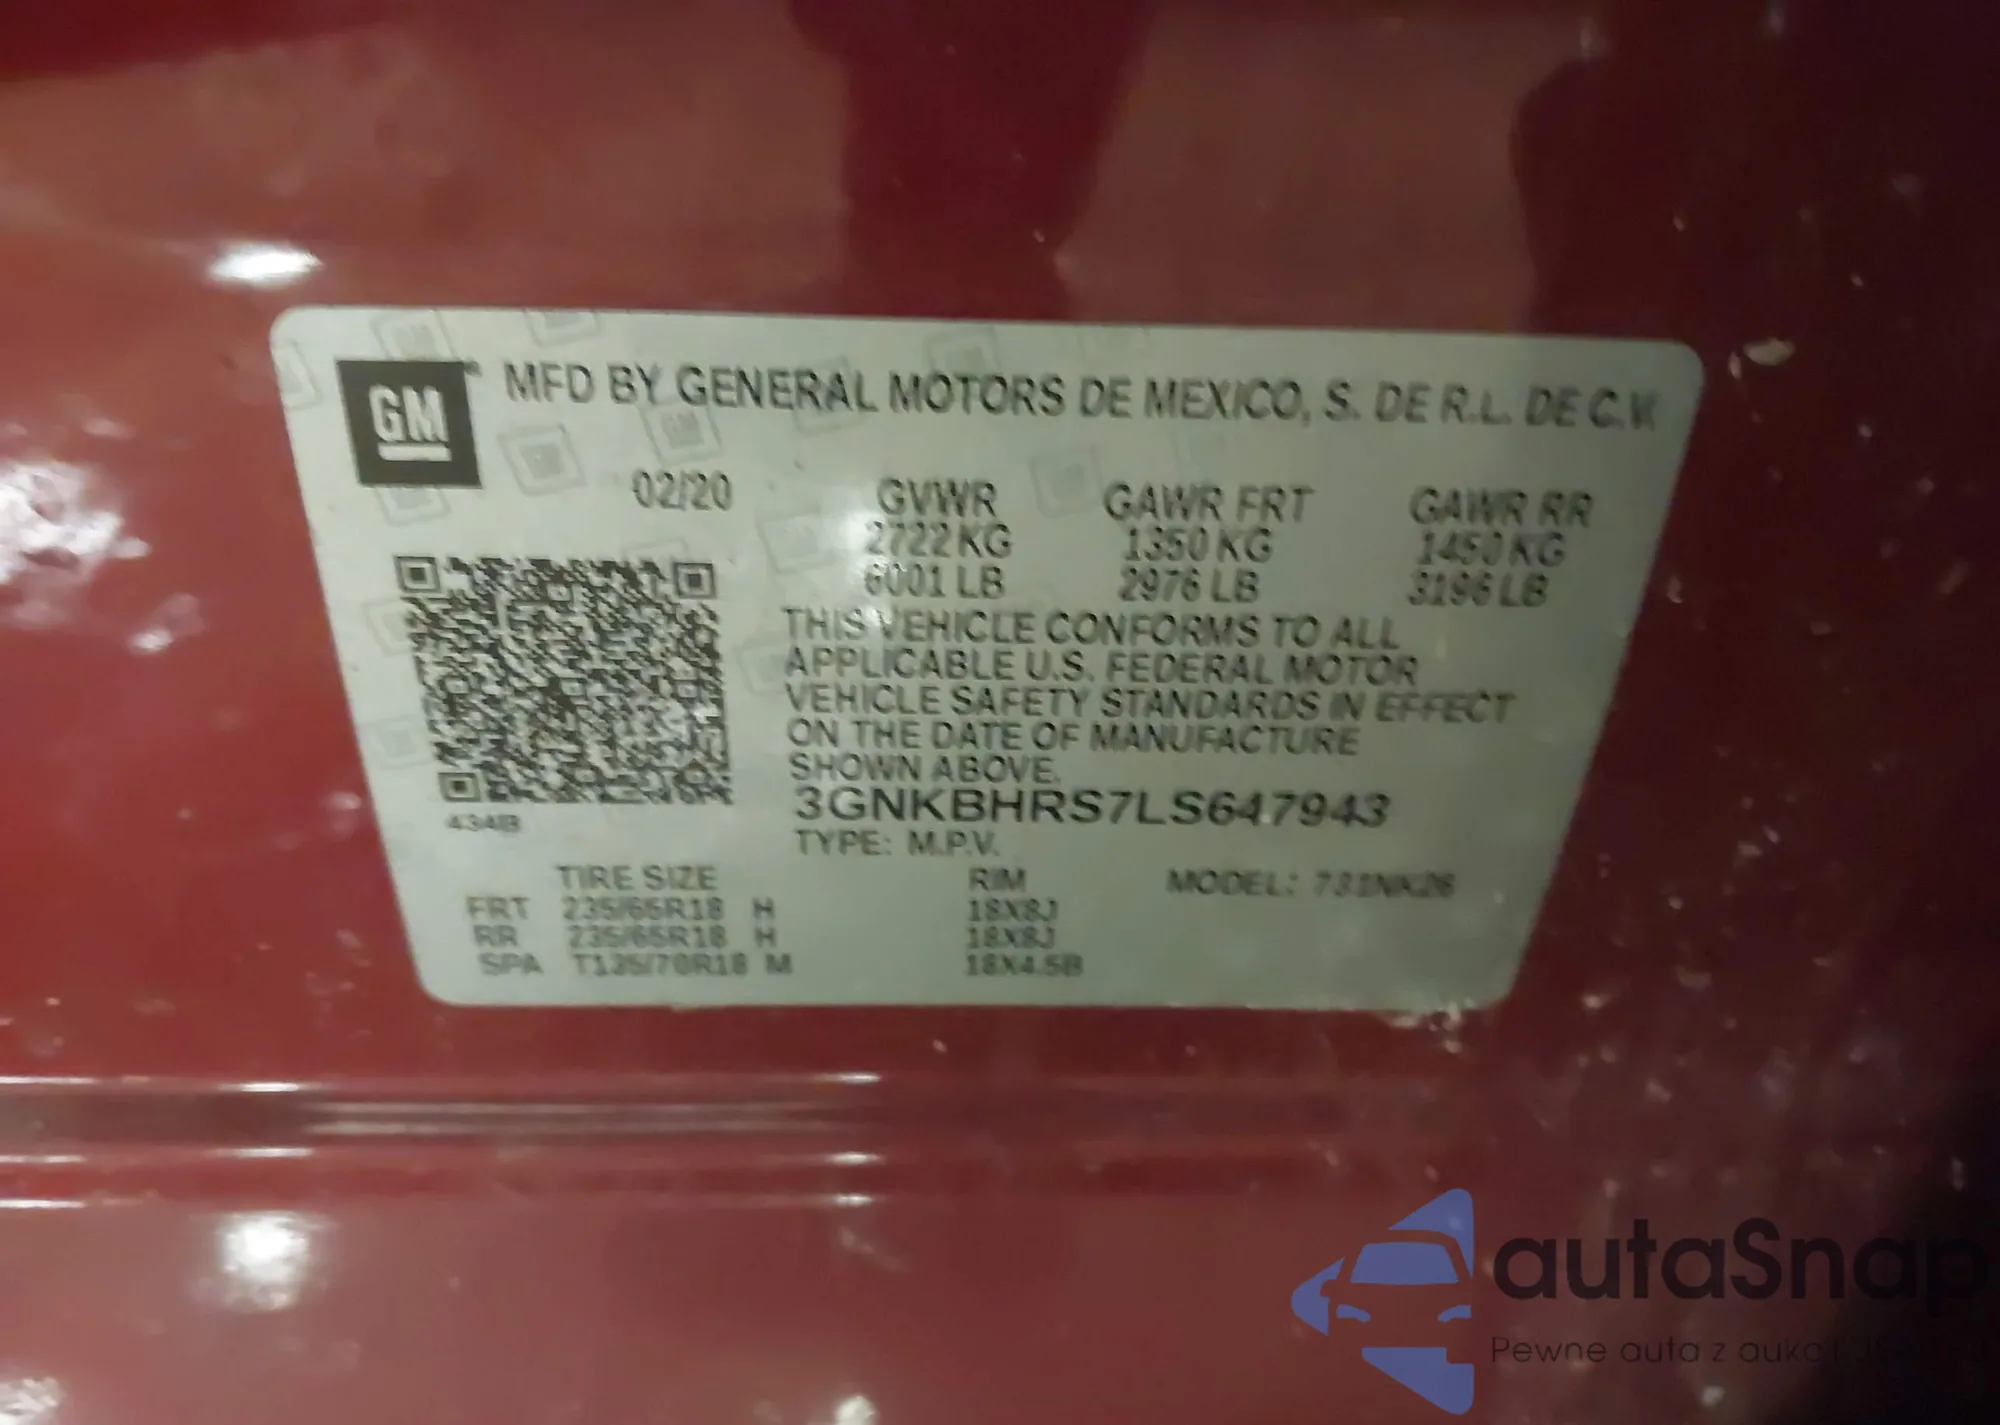 GM MFD BY GENERAL MOTORS DE MEXICO, S. DE R.L. DE C.V.
02/20 GVWR GAWR FRT GAWR RR
2722 KG 1350 KG 1450 KG
6001 LB 2976 LB 3196 LB
THIS VEHICLE CONFORMS TO ALL
APPLICABLE U.S. FEDERAL MOTOR
VEHICLE SAFETY STANDARDS IN EFFECT
ON THE DATE OF MANUFACTURE
SHOWN ABOVE.
3GNKBHRS7LS647943
434B
TYPE: M.P.V.
TIRE SIZE RIM MODEL: 731NK26
FRT 235/65R18 H 18X8J
RR 235/65R18 H 18X8J
SPA T135/70R18 M 18X4.5B
autaSnap
Pewne auta z